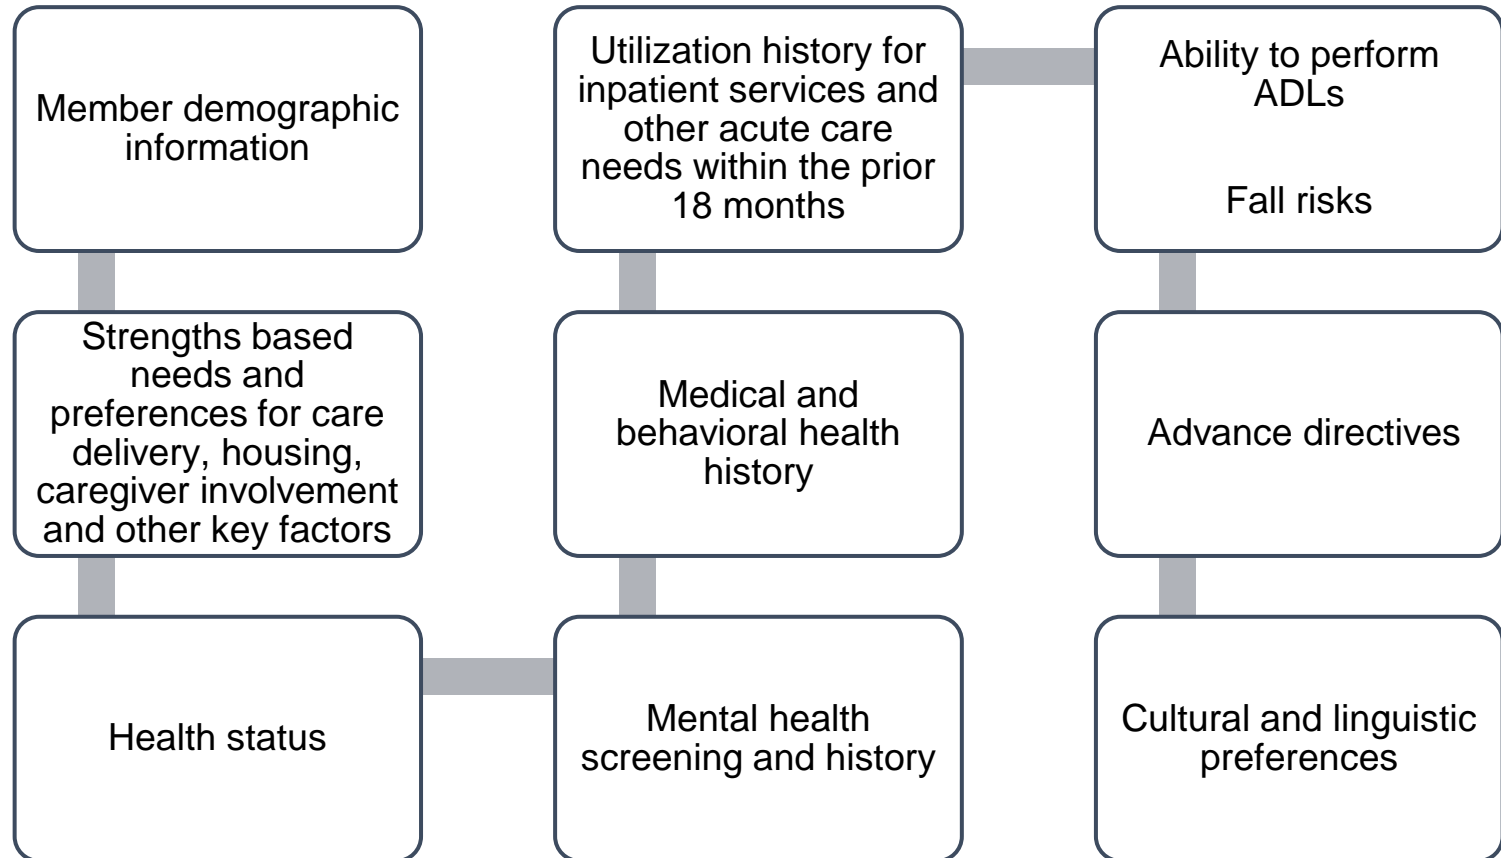 Member demographic
information
Strengths based
needs and
preferences for care
delivery, housing,
caregiver involvement
and other key factors
Health status
Mental health
screening and history
Medical and
behavioral health
history
Utilization history for
inpatient services and
other acute care
needs within the prior
18 months
Ability to perform
ADLs
Fall risks
Advance directives
Cultural and linguistic
preferences